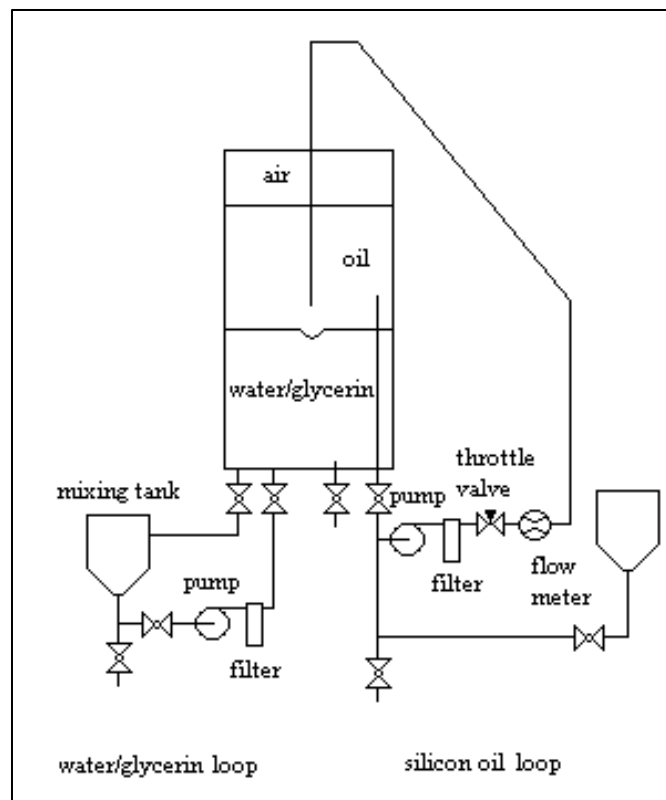 air
oil
water/glycerin
mixing tank
throttle
valve
pump
pump
filter
flow
meter
filter
water/glycerin loop
silicon oil loop